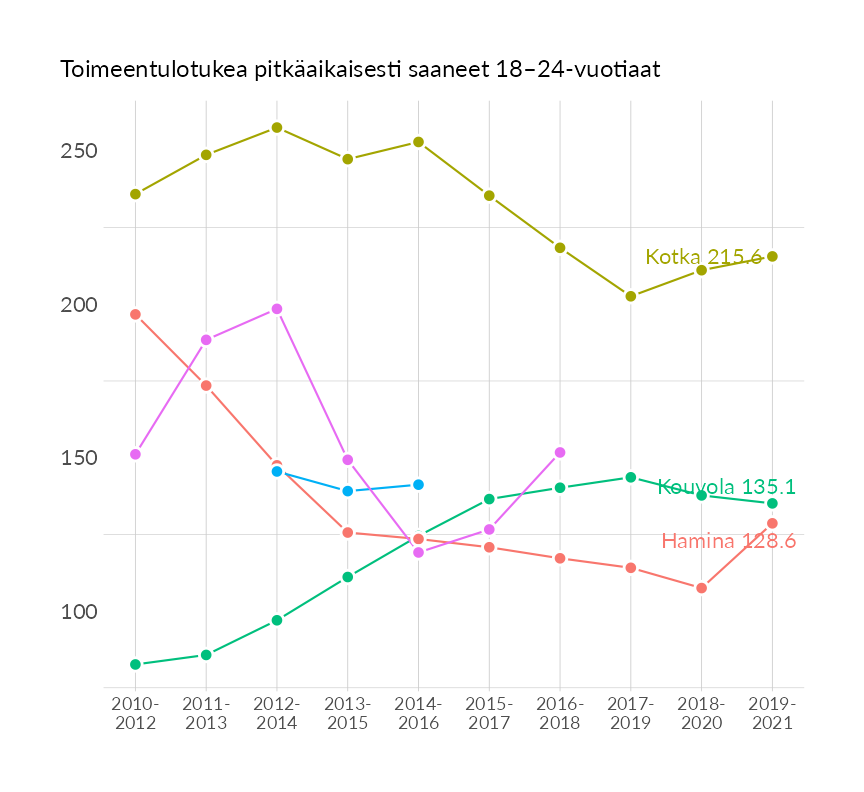 Toimeentulotukea pitkäaikaisesti saaneet 18–24-vuotiaat
250
200
150
100
Kotka 215.6
Kouvola 135.1
Hamina 128.6
2010- 2011- 2012- 2013- 2014- 2015- 2016- 2017- 2018- 2019-
2012 2013 2014 2015 2016 2017 2018 2019 2020 2021